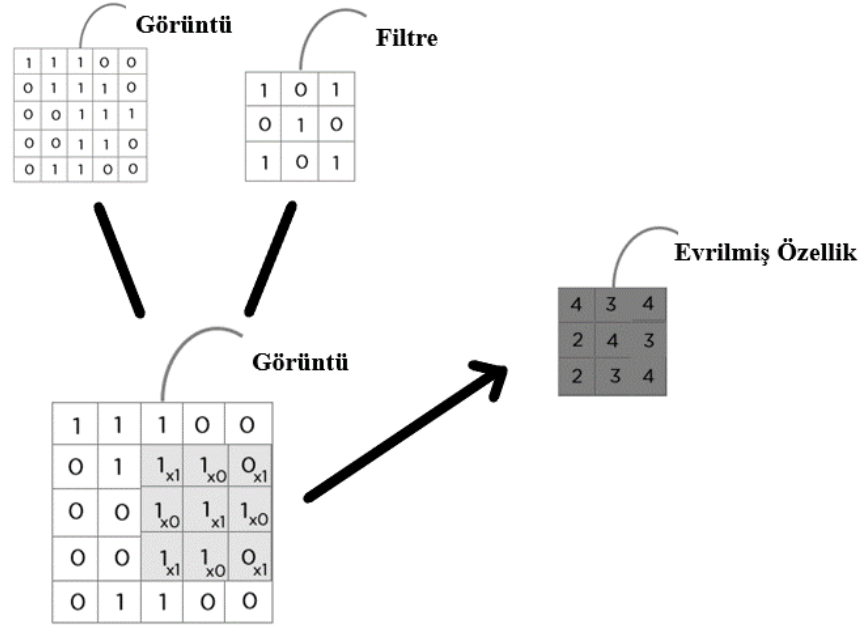 Görüntü
Filtre
1 1 1 0 0
0 1 1 1 0
0 0 1 1 1
0 0 1 1 0
0 1 1 0 0
1 0 1
0 1 0
1 0 1
Evrilmiş Özellik
4 3 4
2 4 3
2 3 4
Görüntü
1 1 1 0 0
0 1 1x1 1x0 0x1
0 0 1x0 1x1 1x0
0 0 1x1 1x0 0x1
0 1 1 0 0